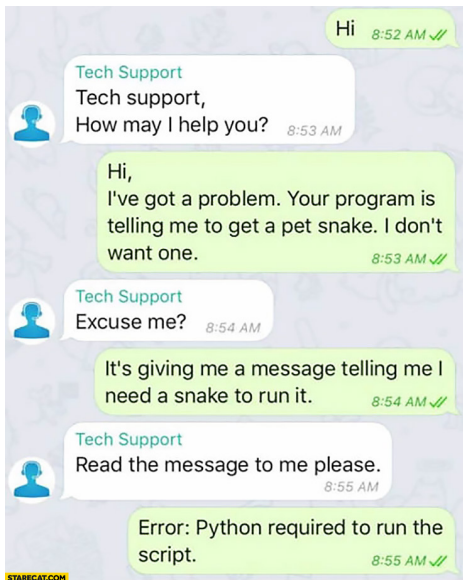 Hi 8:52 AM
Tech Support
Tech support,
How may I help you? 8:53 AM
Hi,
I've got a problem. Your program is
telling me to get a pet snake. I don't
want one. 8:53 AM
Tech Support
Excuse me? 8:54 AM
It's giving me a message telling me I
need a snake to run it. 8:54 AM
Tech Support
Read the message to me please.
8:55 AM
Error: Python required to run the
script. 8:55 AM
STARECAT.COM